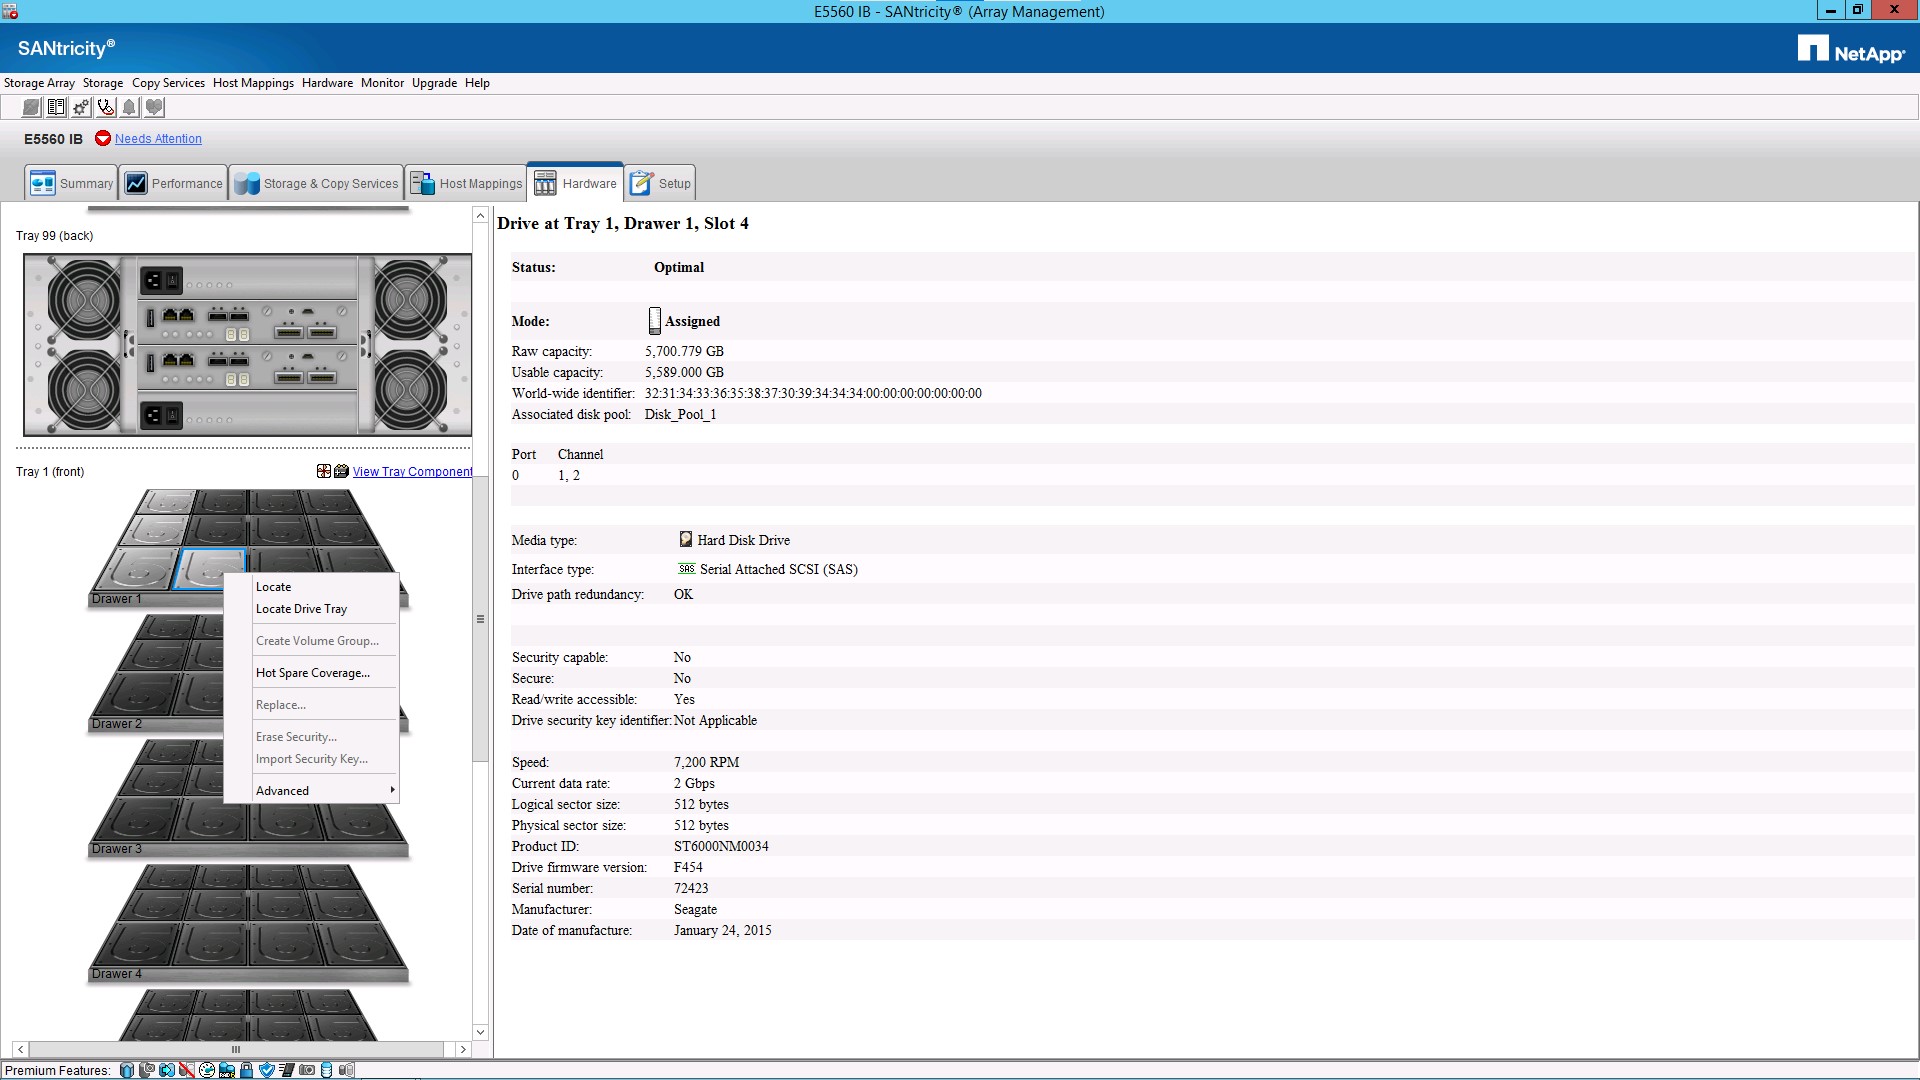 E5560 IB - SANtricity® (Array Management)
SANtricity®
NetApp®
Storage Array Storage Copy Services Host Mappings Hardware Monitor Upgrade Help
E5560 IB Needs Attention
Summary Performance Storage & Copy Services Host Mappings Hardware Setup
Tray 99 (back)
Tray 1 (front) View Tray Component
Drawer 1
Drawer 2
Drawer 3
Drawer 4
Locate
Locate Drive Tray
Create Volume Group...
Hot Spare Coverage...
Replace...
Erase Security...
Import Security Key...
Advanced
Drive at Tray 1, Drawer 1, Slot 4
Status: Optimal
Mode: Assigned
Raw capacity: 5,700.779 GB
Usable capacity: 5,589.000 GB
World-wide identifier: 32:31:34:33:36:35:38:37:30:39:34:34:34:00:00:00:00:00:00:00
Associated disk pool: Disk_Pool_1
Port Channel
0 1, 2
Media type: Hard Disk Drive
Interface type: SAS Serial Attached SCSI (SAS)
Drive path redundancy: OK
Security capable: No
Secure: No
Read/write accessible: Yes
Drive security key identifier: Not Applicable
Speed: 7,200 RPM
Current data rate: 2 Gbps
Logical sector size: 512 bytes
Physical sector size: 512 bytes
Product ID: ST6000NM0034
Drive firmware version: F454
Serial number: 72423
Manufacturer: Seagate
Date of manufacture: January 24, 2015
Premium Features: